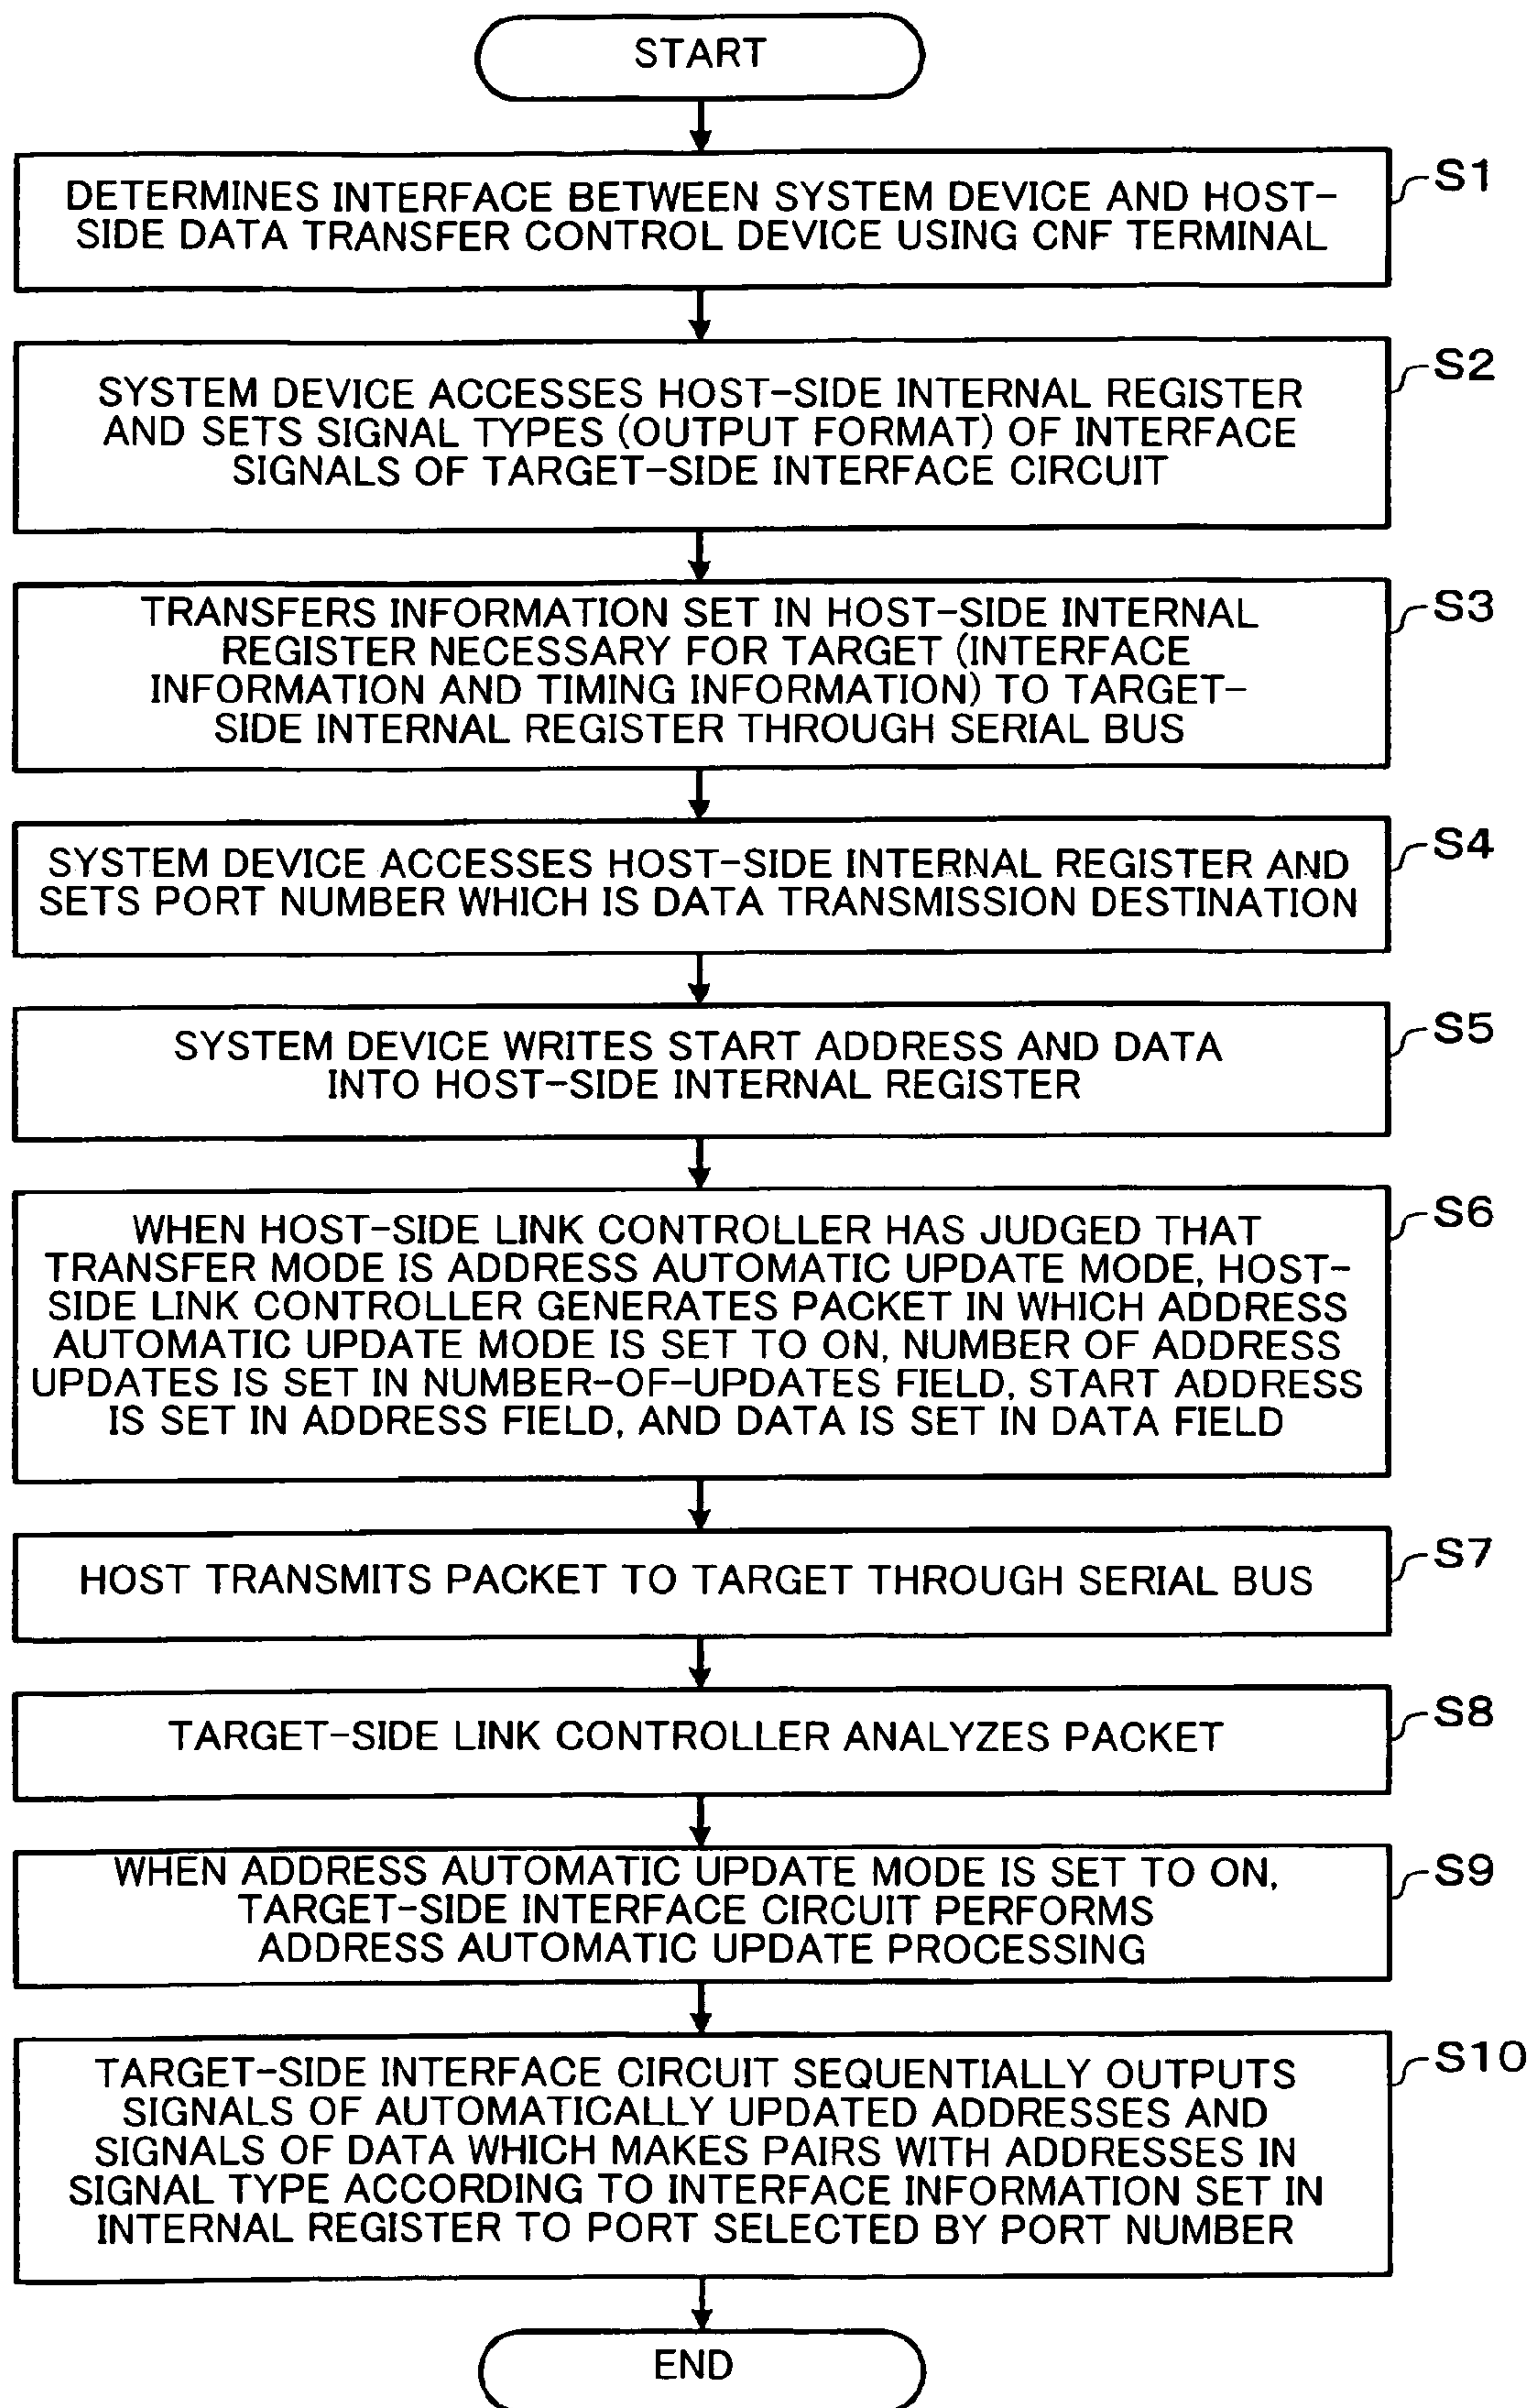 START
S1
DETERMINES INTERFACE BETWEEN SYSTEM DEVICE AND HOST-
SIDE DATA TRANSFER CONTROL DEVICE USING CNF TERMINAL
S2
SYSTEM DEVICE ACCESSES HOST-SIDE INTERNAL REGISTER
AND SETS SIGNAL TYPES (OUTPUT FORMAT) OF INTERFACE
SIGNALS OF TARGET-SIDE INTERFACE CIRCUIT
S3
TRANSFERS INFORMATION SET IN HOST-SIDE INTERNAL
REGISTER NECESSARY FOR TARGET (INTERFACE
INFORMATION AND TIMING INFORMATION) TO TARGET-
SIDE INTERNAL REGISTER THROUGH SERIAL BUS
S4
SYSTEM DEVICE ACCESSES HOST-SIDE INTERNAL REGISTER AND
SETS PORT NUMBER WHICH IS DATA TRANSMISSION DESTINATION
S5
SYSTEM DEVICE WRITES START ADDRESS AND DATA
INTO HOST-SIDE INTERNAL REGISTER
S6
WHEN HOST-SIDE LINK CONTROLLER HAS JUDGED THAT
TRANSFER MODE IS ADDRESS AUTOMATIC UPDATE MODE, HOST-
SIDE LINK CONTROLLER GENERATES PACKET IN WHICH ADDRESS
AUTOMATIC UPDATE MODE IS SET TO ON, NUMBER OF ADDRESS
UPDATES IS SET IN NUMBER-OF-UPDATES FIELD, START ADDRESS
IS SET IN ADDRESS FIELD, AND DATA IS SET IN DATA FIELD
S7
HOST TRANSMITS PACKET TO TARGET THROUGH SERIAL BUS
S8
TARGET-SIDE LINK CONTROLLER ANALYZES PACKET
S9
WHEN ADDRESS AUTOMATIC UPDATE MODE IS SET TO ON,
TARGET-SIDE INTERFACE CIRCUIT PERFORMS
ADDRESS AUTOMATIC UPDATE PROCESSING
S10
TARGET-SIDE INTERFACE CIRCUIT SEQUENTIALLY OUTPUTS
SIGNALS OF AUTOMATICALLY UPDATED ADDRESSES AND
SIGNALS OF DATA WHICH MAKES PAIRS WITH ADDRESSES IN
SIGNAL TYPE ACCORDING TO INTERFACE INFORMATION SET IN
INTERNAL REGISTER TO PORT SELECTED BY PORT NUMBER
END